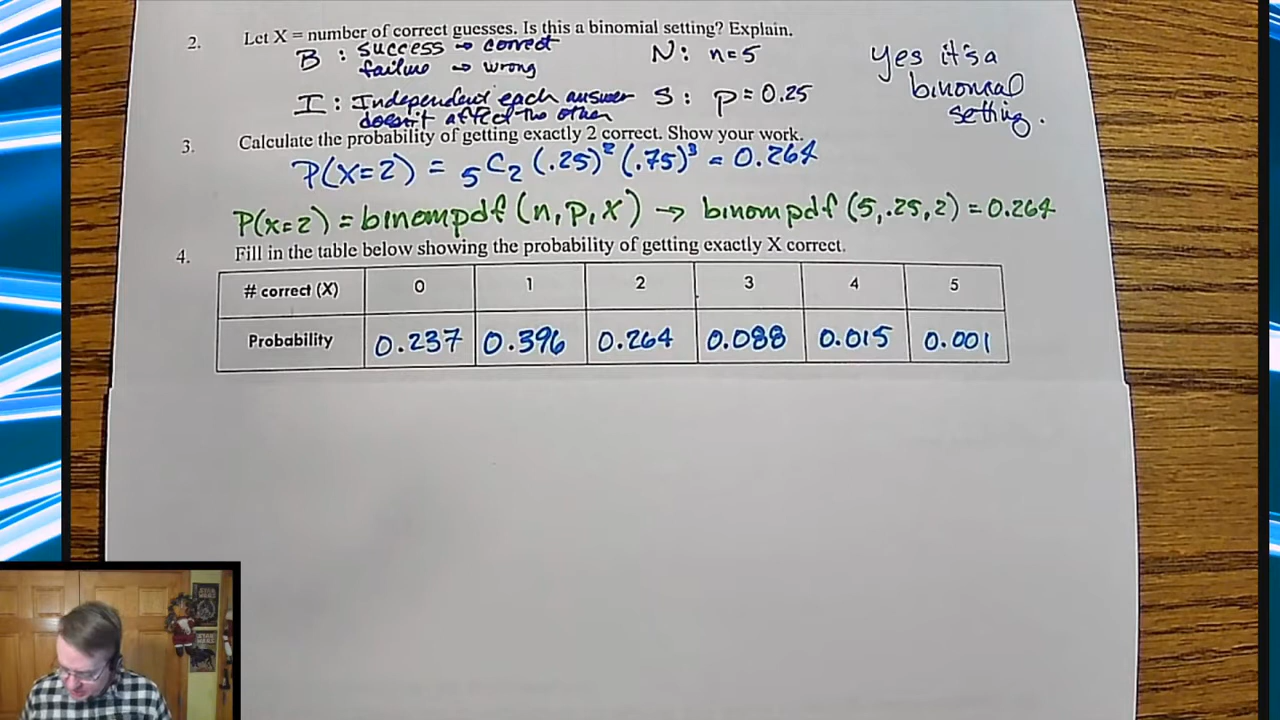 2. Let X = number of correct guesses. Is this a binomial setting? Explain.
B : success → correct
failure → wrong
N: n=5
I : Independent each answer
doesn't affect the other
S: p=0.25
Yes it's a
binomial
setting.
3. Calculate the probability of getting exactly 2 correct. Show your work.
P(X=2) = ₅C₂ (.25)² (.75)³ = 0.264
P(x=2) = binompdf (n, p, x) → binompdf (5, .25, 2) = 0.264
4. Fill in the table below showing the probability of getting exactly X correct.
# correct (X) 0 1 2 3 4 5
Probability 0.237 0.396 0.264 0.088 0.015 0.001